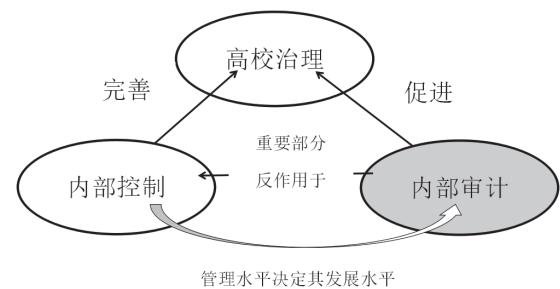 高校治理
完善
促进
重要部分
内部控制
反作用于
内部审计
管理水平决定其发展水平